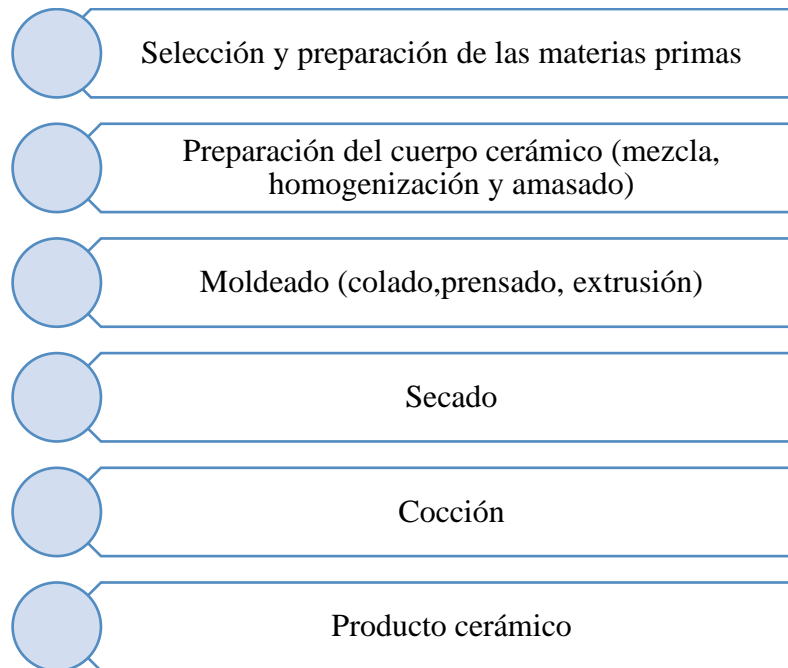 Selección y preparación de las materias primas
Preparación del cuerpo cerámico (mezcla,
homogenización y amasado)
Moldeado (colado,prensado, extrusión)
Secado
Cocción
Producto cerámico